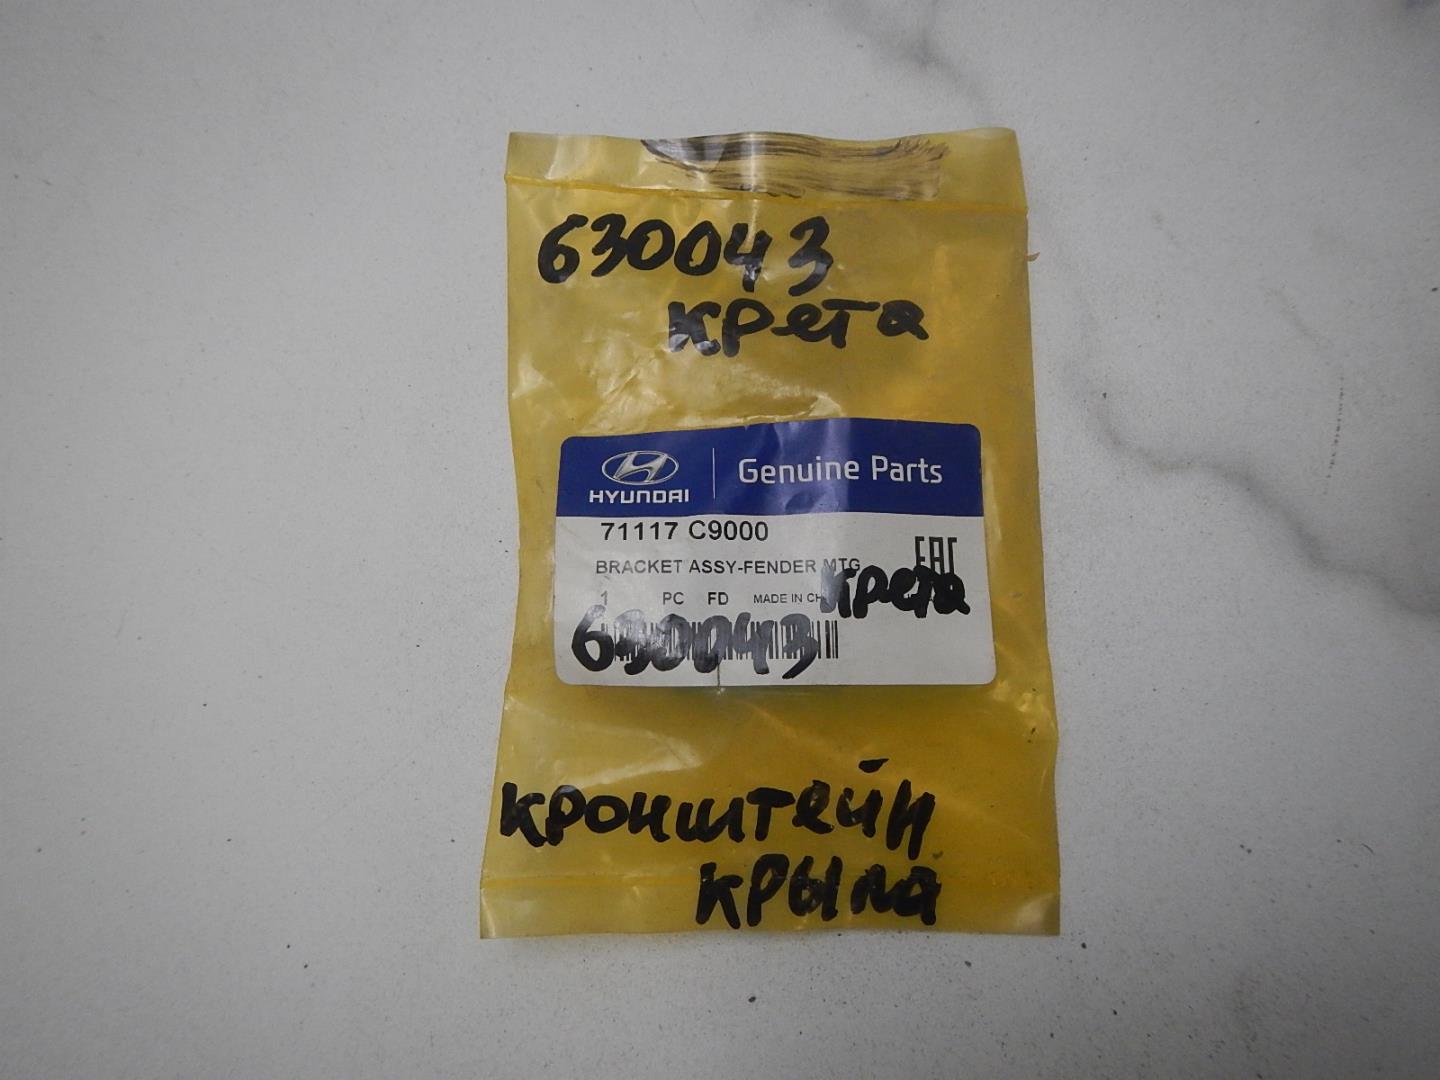 630043
крета
HYUNDAI
Genuine Parts
71117 C9000
BRACKET ASSY-FENDER MTG
EAC
1 PC FD MADE IN
крета
630043
кронштейн
крыла